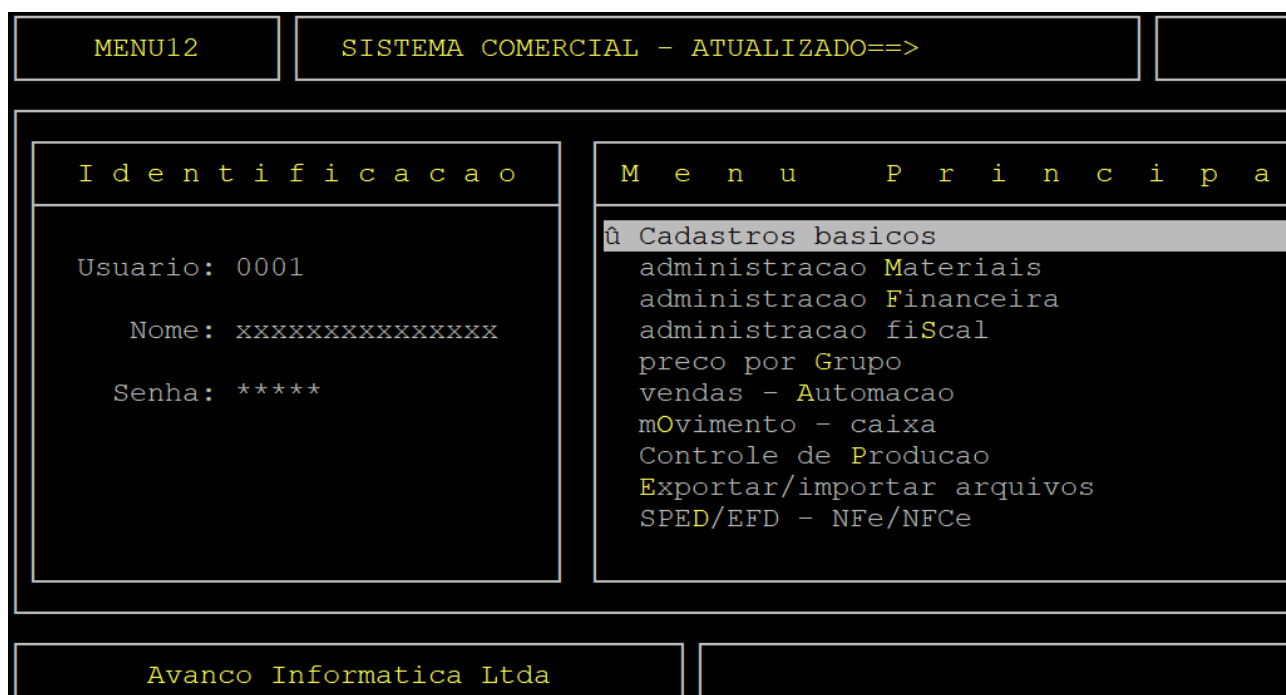 MENU12
SISTEMA COMERCIAL - ATUALIZADO==>
I d e n t i f i c a c a o
Usuario: 0001
Nome: xxxxxxxxxxxxxxx
Senha: *****
M e n u P r i n c i p a
û Cadastros basicos
administracao Materiais
administracao Financeira
administracao fiScal
preco por Grupo
vendas - Automacao
mOvimento - caixa
Controle de Producao
Exportar/importar arquivos
SPED/EFD - NFe/NFCe
Avanco Informatica Ltda